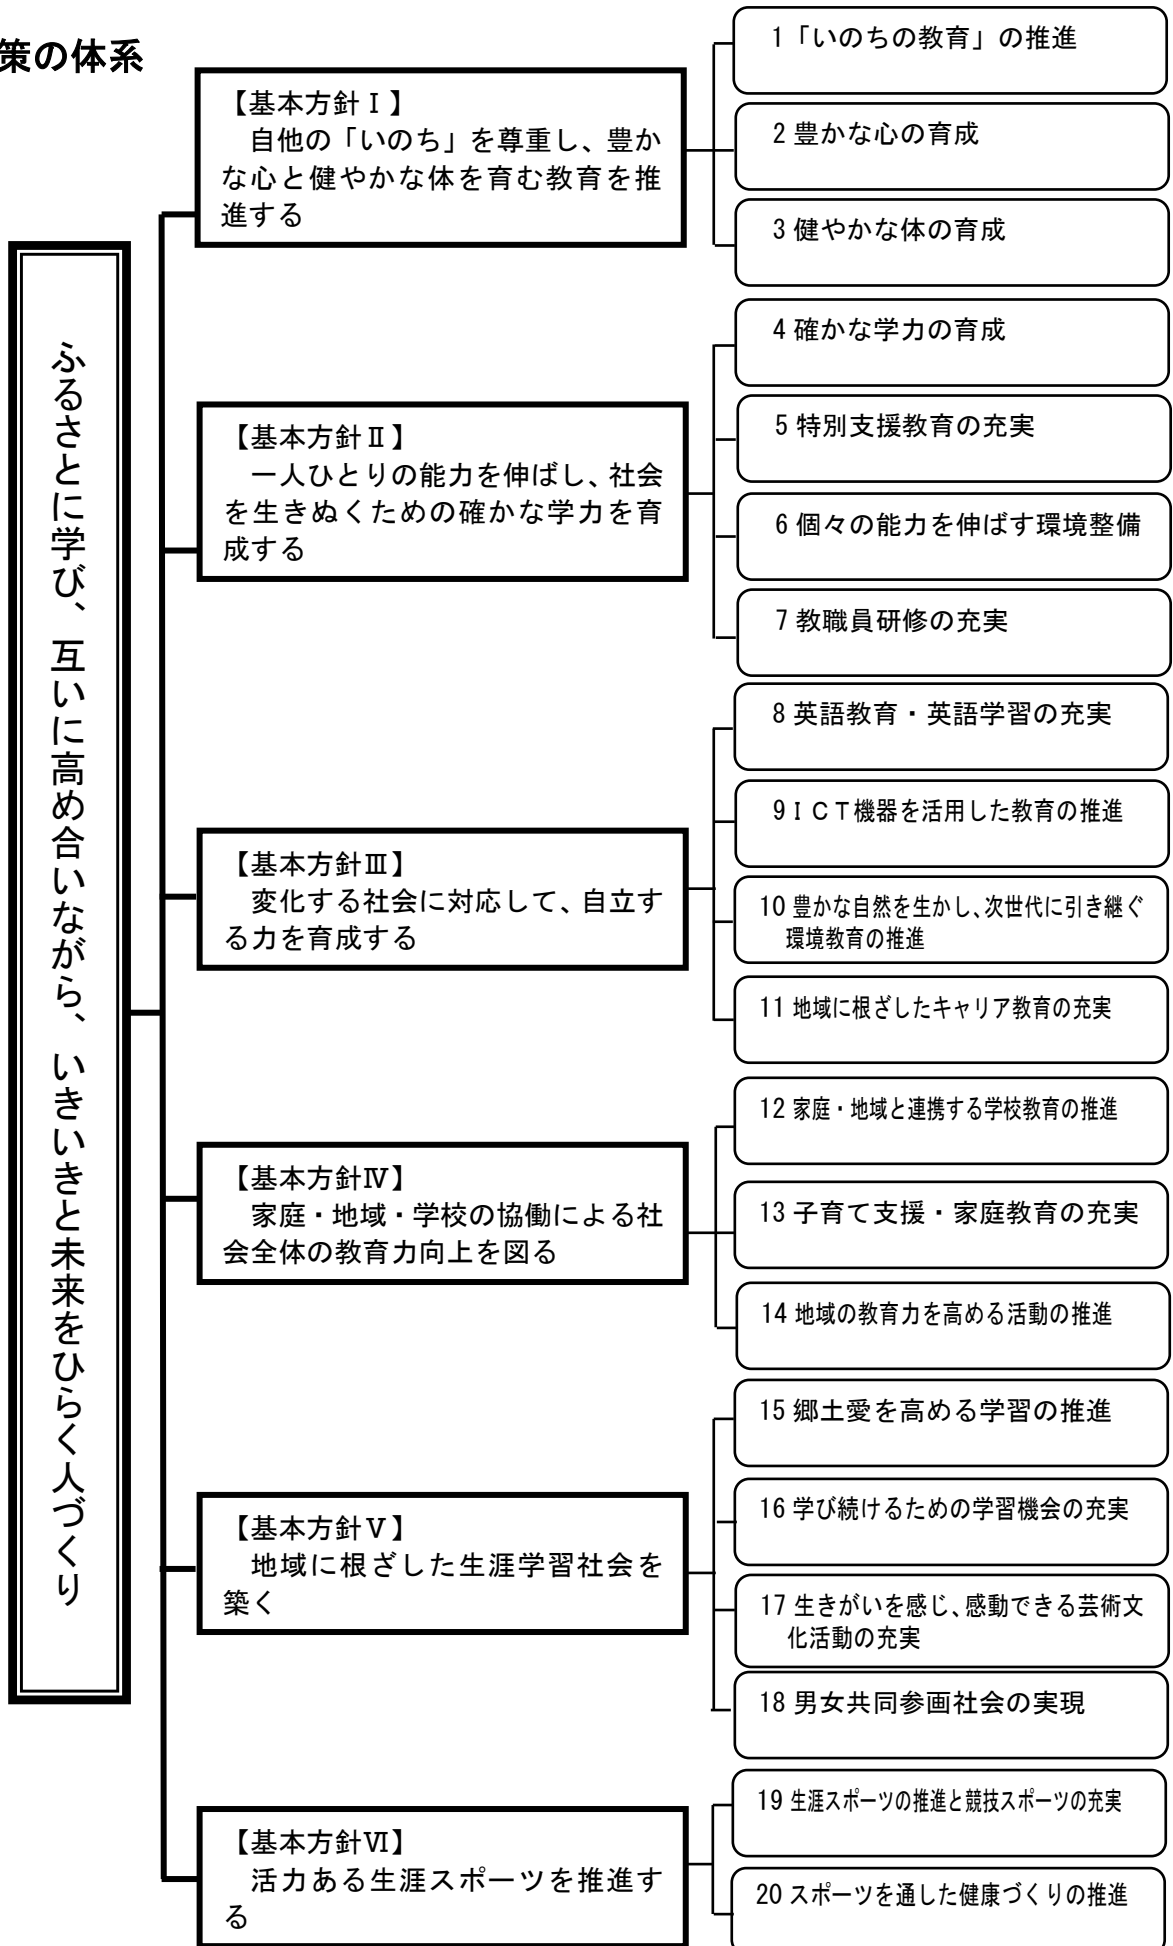 策の体系
ふるさとに学び、互いに高め合いながら、いきいきと未来をひらく人づくり
【基本方針Ⅰ】
自他の「いのち」を尊重し、豊か
な心と健やかな体を育む教育を推
進する
1「いのちの教育」の推進
2 豊かな心の育成
3 健やかな体の育成
【基本方針Ⅱ】
一人ひとりの能力を伸ばし、社会
を生きぬくための確かな学力を育
成する
4 確かな学力の育成
5 特別支援教育の充実
6 個々の能力を伸ばす環境整備
7 教職員研修の充実
【基本方針Ⅲ】
変化する社会に対応して、自立す
る力を育成する
8 英語教育・英語学習の充実
9 ＩＣＴ機器を活用した教育の推進
10 豊かな自然を生かし、次世代に引き継ぐ
環境教育の推進
11 地域に根ざしたキャリア教育の充実
【基本方針Ⅳ】
家庭・地域・学校の協働による社
会全体の教育力向上を図る
12 家庭・地域と連携する学校教育の推進
13 子育て支援・家庭教育の充実
14 地域の教育力を高める活動の推進
【基本方針Ⅴ】
地域に根ざした生涯学習社会を
築く
15 郷土愛を高める学習の推進
16 学び続けるための学習機会の充実
17 生きがいを感じ、感動できる芸術文
化活動の充実
18 男女共同参画社会の実現
【基本方針Ⅵ】
活力ある生涯スポーツを推進す
る
19 生涯スポーツの推進と競技スポーツの充実
20 スポーツを通した健康づくりの推進